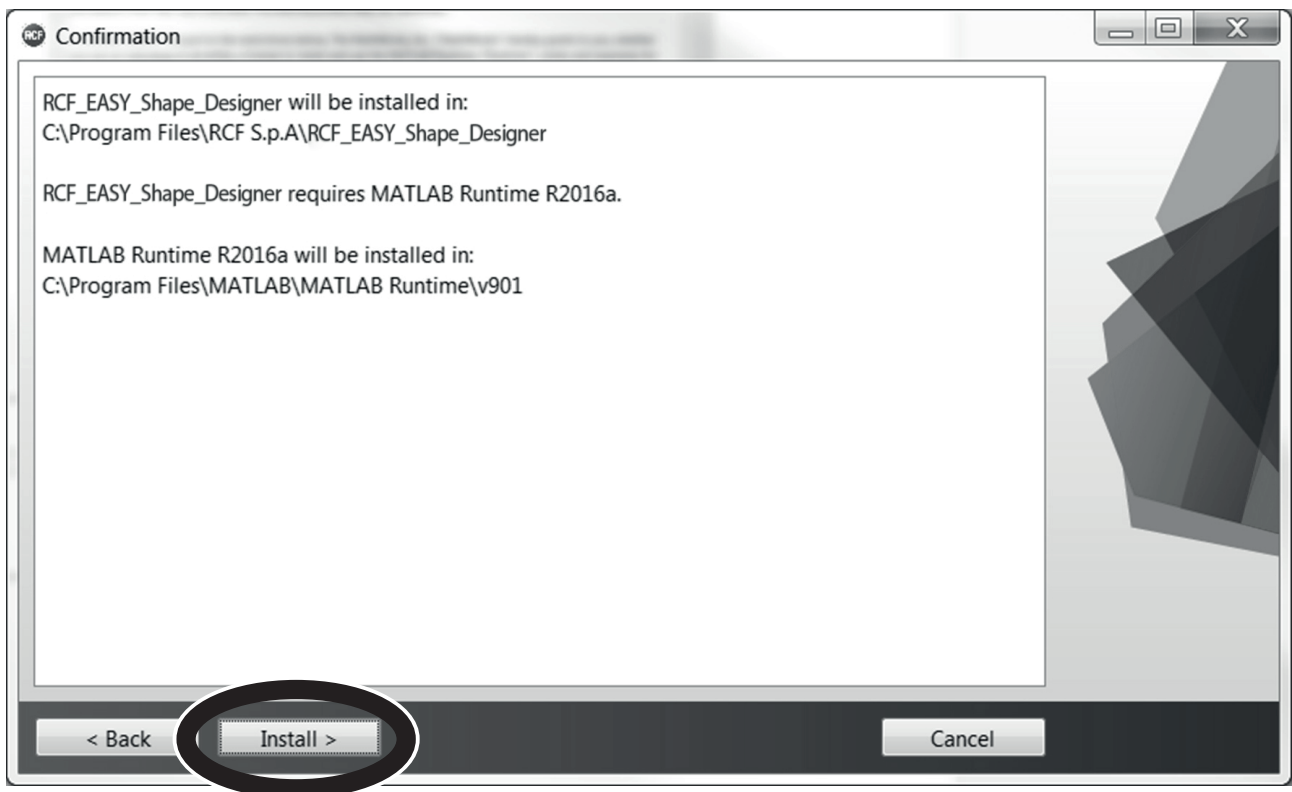 RCF
Confirmation
X
RCF_EASY_Shape_Designer will be installed in:
C:\Program Files\RCF S.p.A\RCF_EASY_Shape_Designer
RCF_EASY_Shape_Designer requires MATLAB Runtime R2016a.
MATLAB Runtime R2016a will be installed in:
C:\Program Files\MATLAB\MATLAB Runtime\v901
< Back
Install >
Cancel